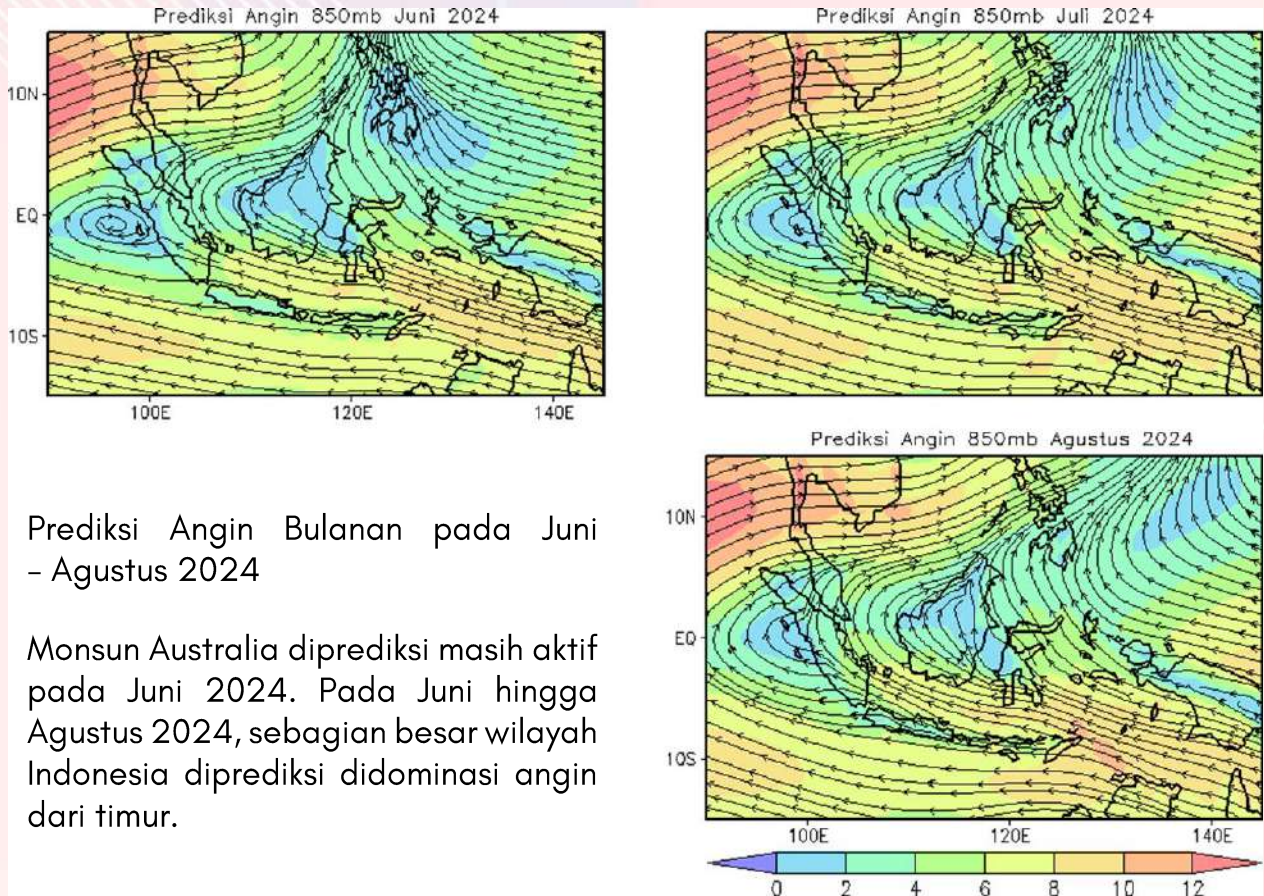 Prediksi Angin 850mb Juni 2024
10N
EQ
10S
100E 120E 140E
Prediksi Angin 850mb Juli 2024
Prediksi Angin 850mb Agustus 2024
10N
EQ
10S
100E 120E 140E
0 2 4 6 8 10 12
Prediksi Angin Bulanan pada Juni
– Agustus 2024
Monsun Australia diprediksi masih aktif
pada Juni 2024. Pada Juni hingga
Agustus 2024, sebagian besar wilayah
Indonesia diprediksi didominasi angin
dari timur.